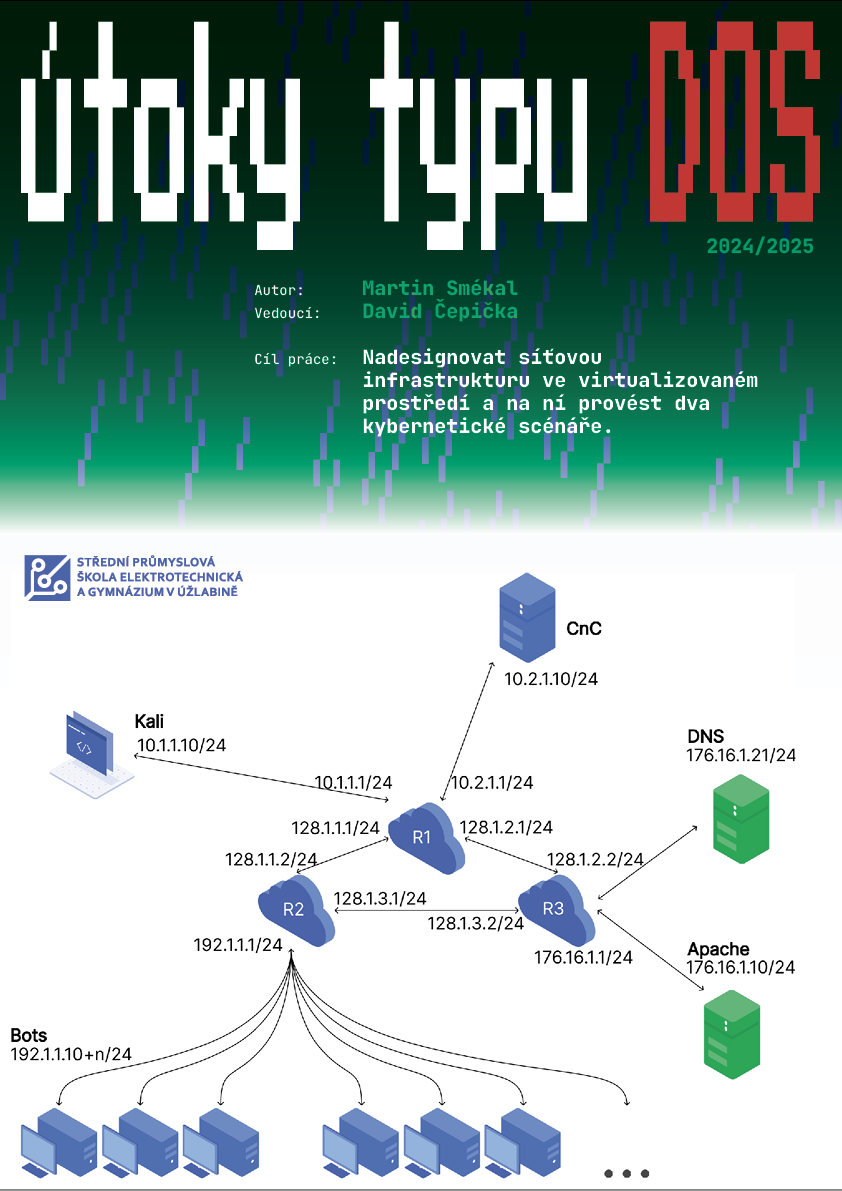 útoky typu DOS
2024/2025
Autor: Martin Smékal
Vedoucí: David Čepička
Cíl práce: Nadesignovat síťovou
infrastrukturu ve virtualizovaném
prostředí a na ní provést dva
kybernetické scénáře.
STŘEDNÍ PRŮMYSLOVÁ
ŠKOLA ELEKTROTECHNICKÁ
A GYMNÁZIUM V ÚŽLABINĚ
CnC
10.2.1.10/24
Kali
10.1.1.10/24
DNS
176.16.1.21/24
10.1.1.1/24
10.2.1.1/24
128.1.1.1/24
R1
128.1.2.1/24
128.1.1.2/24
128.1.2.2/24
R2
128.1.3.1/24
R3
128.1.3.2/24
192.1.1.1/24
176.16.1.1/24
Apache
176.16.1.10/24
Bots
192.1.1.10+n/24